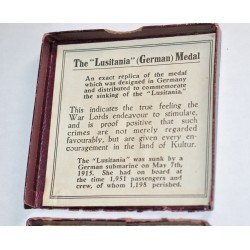 The "Lusitania" (German) Medal
An exact replica of the medal
which was designed in Germany
and distributed to commemorate
the sinking of the "Lusitania."
This indicates the true feeling the
War Lords endeavour to stimulate,
and is proof positive that such
crimes are not merely regarded
favourably, but are given every en-
couragement in the land of Kultur.
The "Lusitania" was sunk by a
German submarine on May 7th,
1915. She had on board at
the time 1,951 passengers and
crew, of whom 1,198 perished.